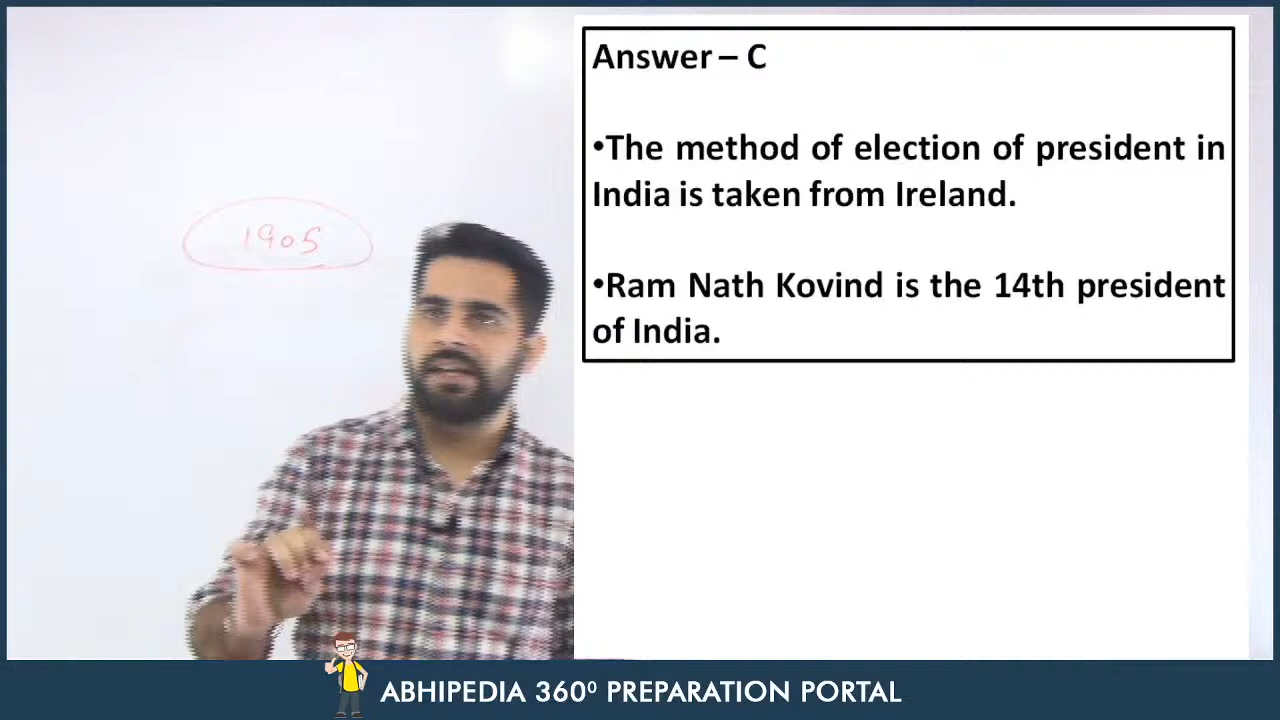 1905
Answer – C
•The method of election of president in
India is taken from Ireland.
•Ram Nath Kovind is the 14th president
of India.
ABHIPEDIA 360⁰ PREPARATION PORTAL